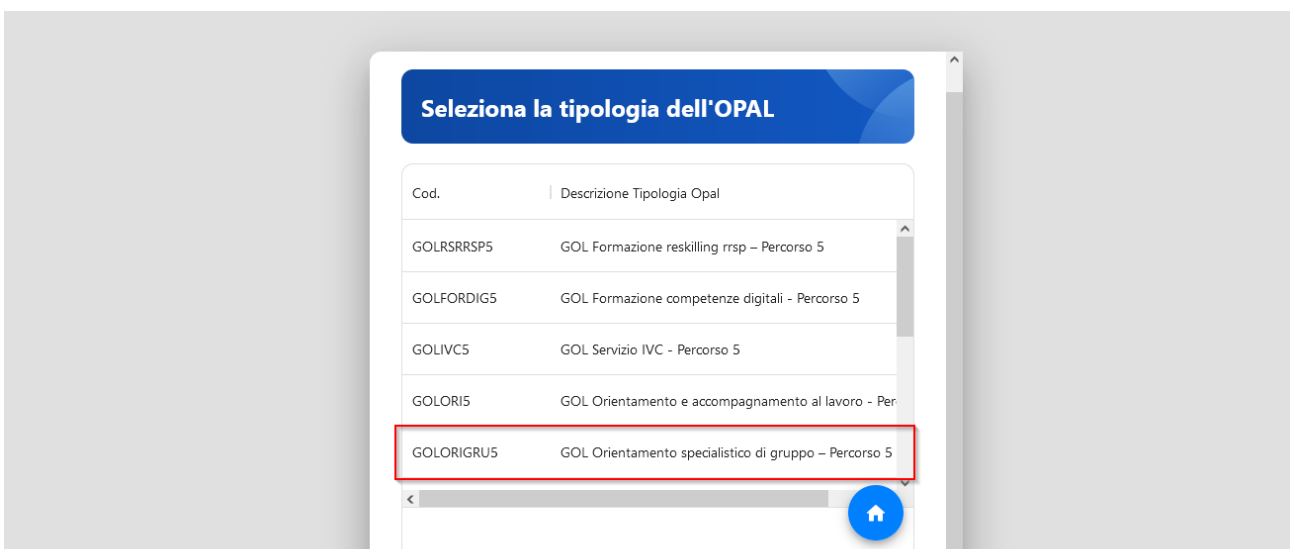 Seleziona la tipologia dell'OPAL
Cod. Descrizione Tipologia Opal
GOLRSRRSP5 GOL Formazione reskilling rrsp – Percorso 5
GOLFORDIG5 GOL Formazione competenze digitali - Percorso 5
GOLIVC5 GOL Servizio IVC - Percorso 5
GOLORI5 GOL Orientamento e accompagnamento al lavoro - Per
GOLORIGRU5 GOL Orientamento specialistico di gruppo – Percorso 5